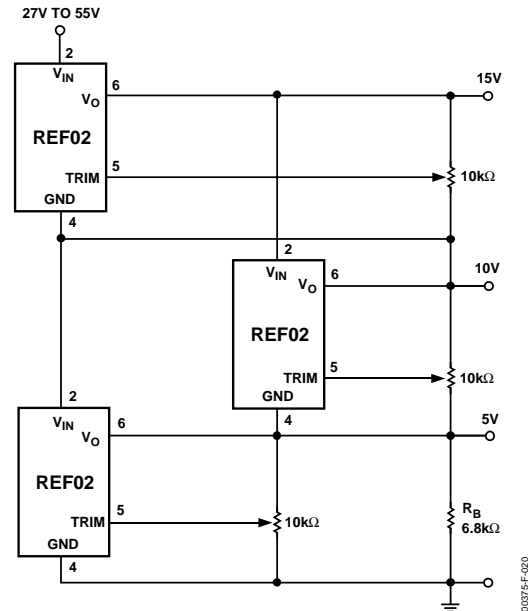 27V TO 55V
2
VIN
6
VO
15V
REF02
5
TRIM
10kΩ
GND
4
2
10V
VIN
6
VO
REF02
2
5
TRIM
10kΩ
GND
VIN
6
4
5V
VO
REF02
5
TRIM
10kΩ
RB
6.8kΩ
GND
4
00375-F-020